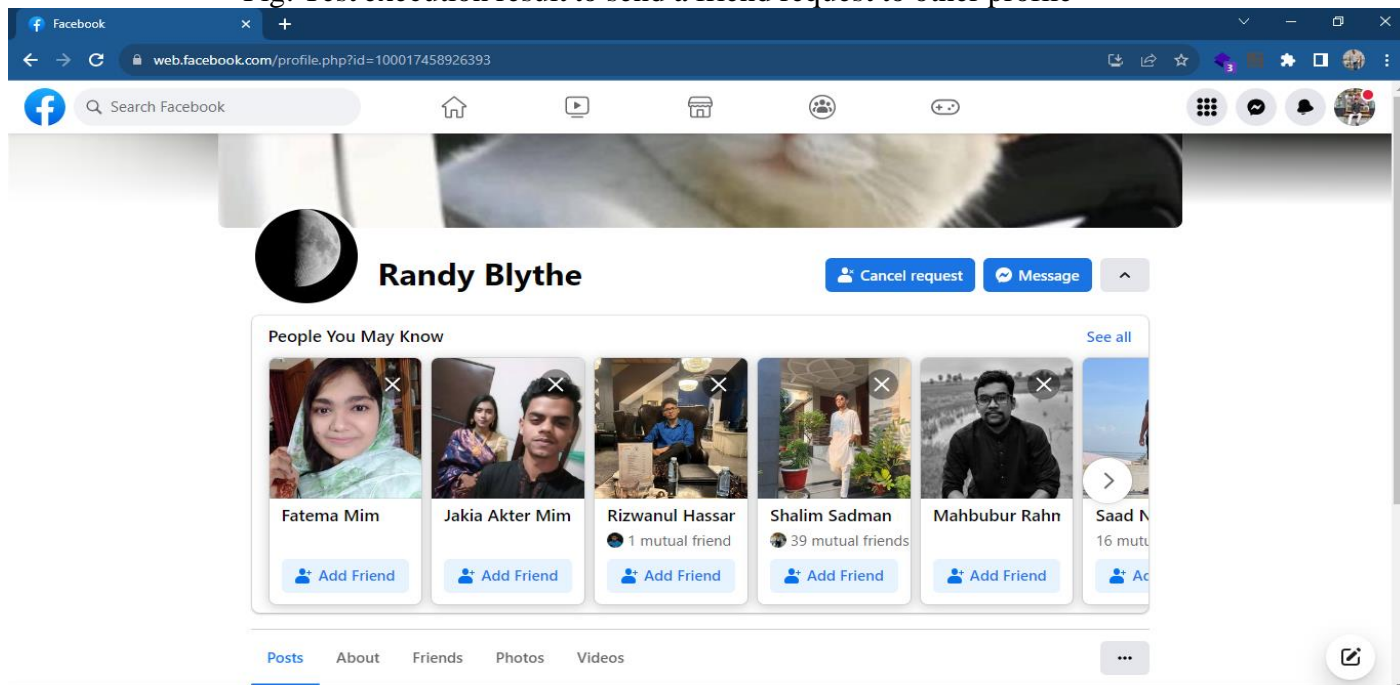 Fig: Test execution result to send a friend request to other profile
Facebook
web.facebook.com/profile.php?id=100017458926393
3
Search Facebook
Randy Blythe
Cancel request
Message
People You May Know
See all
Fatema Mim
Jakia Akter Mim
Rizwanul Hassar
Shalim Sadman
Mahbubur Rahm
Saad N
1 mutual friend
39 mutual friends
16 mutu
Add Friend
Add Friend
Add Friend
Add Friend
Add Friend
Ad
Posts About Friends Photos Videos